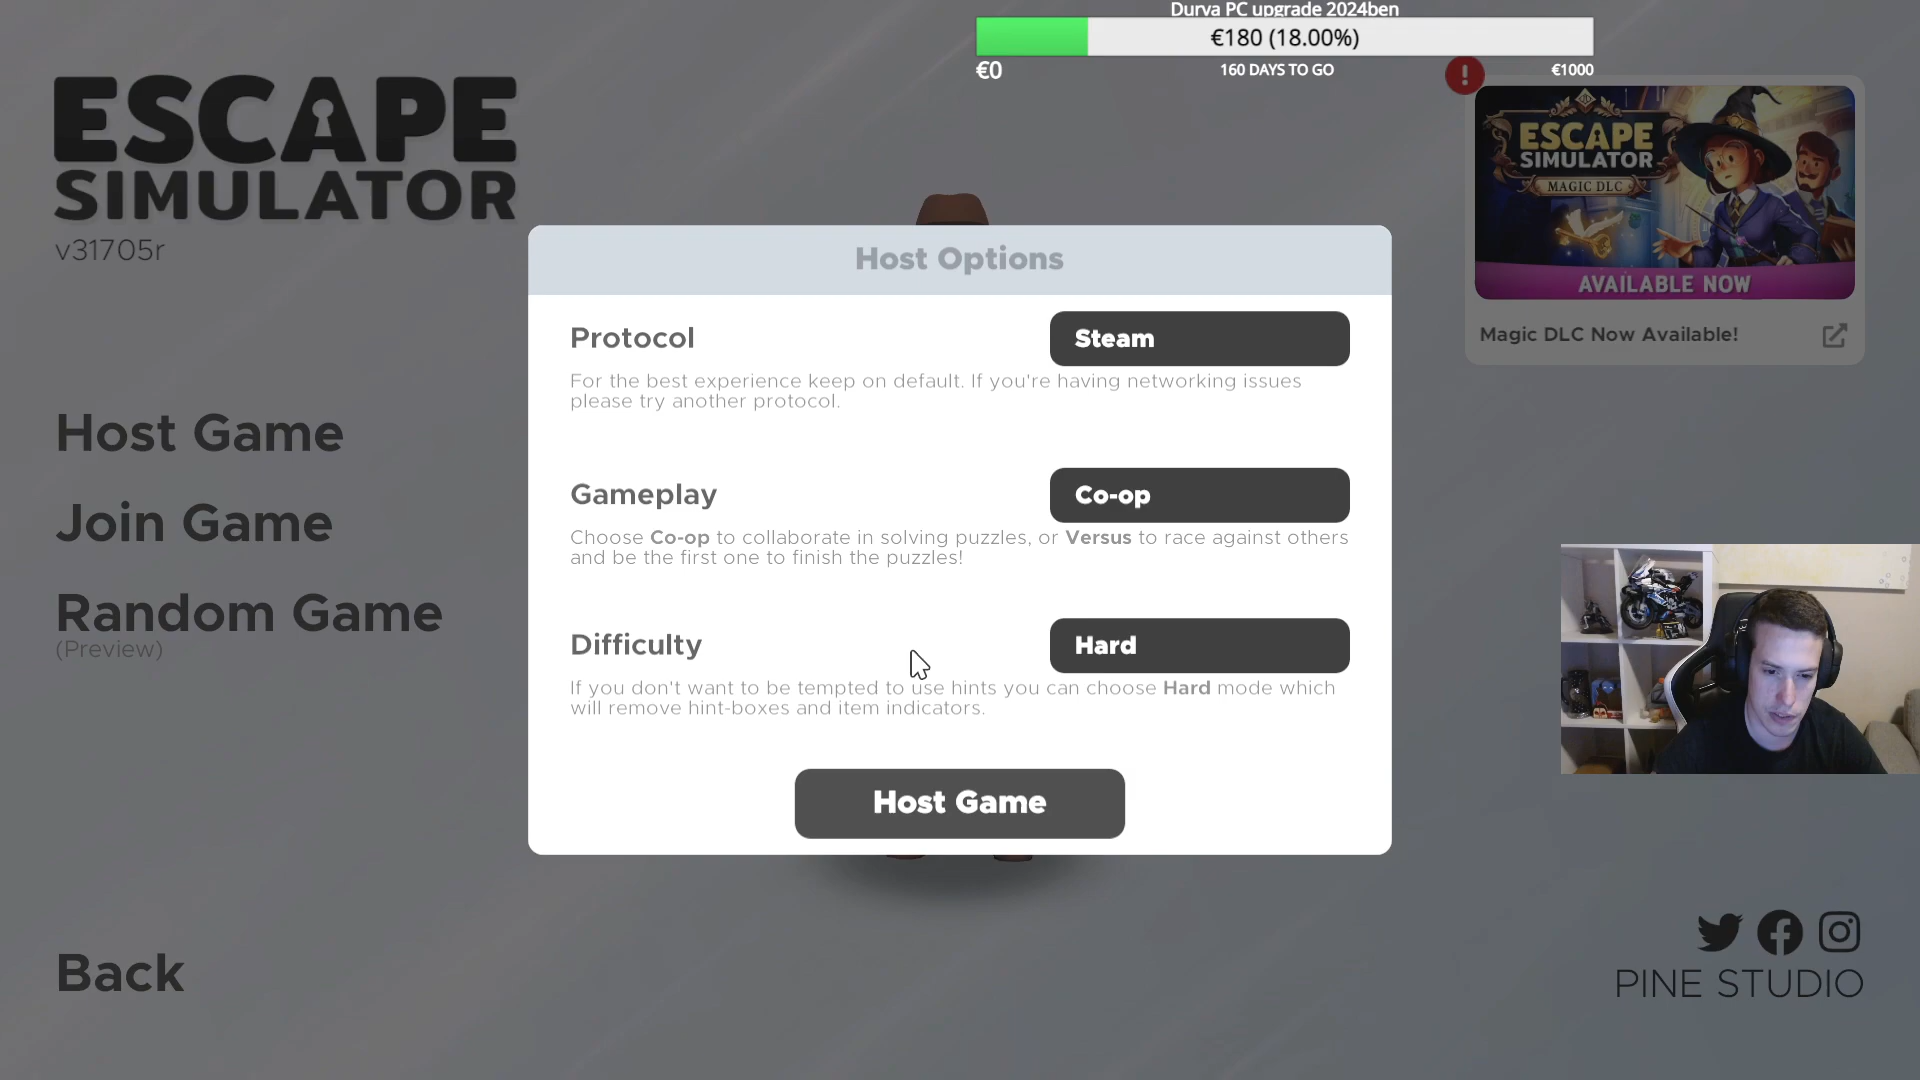 Durva PC upgrade 2024ben
€180 (18.00%)
€0
160 DAYS TO GO
€1000
ESCAPE
SIMULATOR
v31705r
ESCAPE
SIMULATOR
MAGIC DLC
AVAILABLE NOW
Magic DLC Now Available!
Host Game
Join Game
Random Game
(Preview)
Back
Host Options
Protocol
Steam
For the best experience keep on default. If you're having networking issues
please try another protocol.
Gameplay
Co-op
Choose Co-op to collaborate in solving puzzles, or Versus to race against others
and be the first one to finish the puzzles!
Difficulty
Hard
If you don't want to be tempted to use hints you can choose Hard mode which
will remove hint-boxes and item indicators.
Host Game
PINE STUDIO